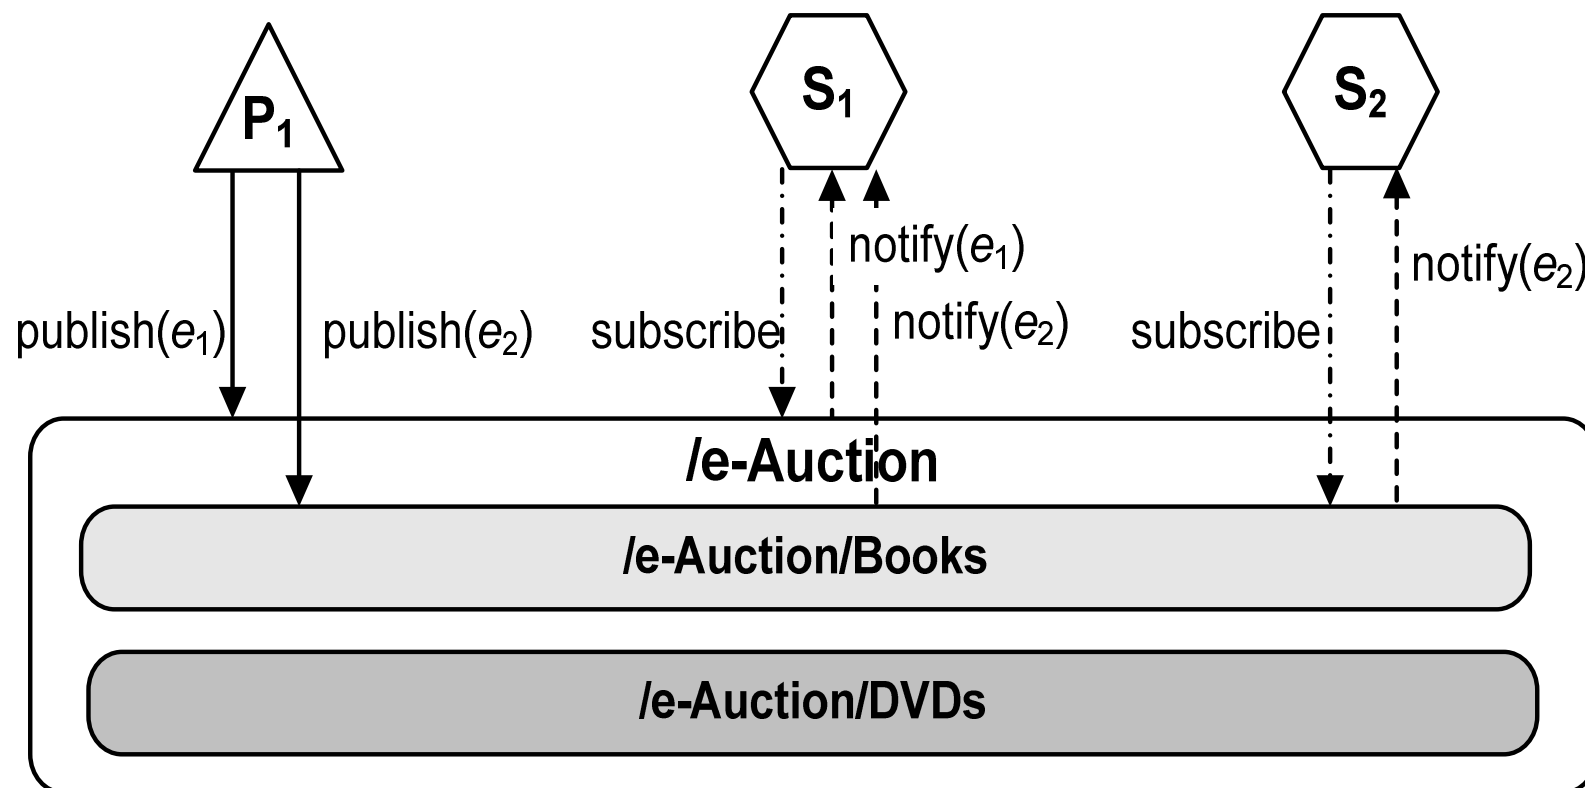 P₁
S₁
S₂
notify(e₁)
notify(e₂)
publish(e₁)
publish(e₂)
subscribe
notify(e₂)
subscribe
/e-Auction
/e-Auction/Books
/e-Auction/DVDs